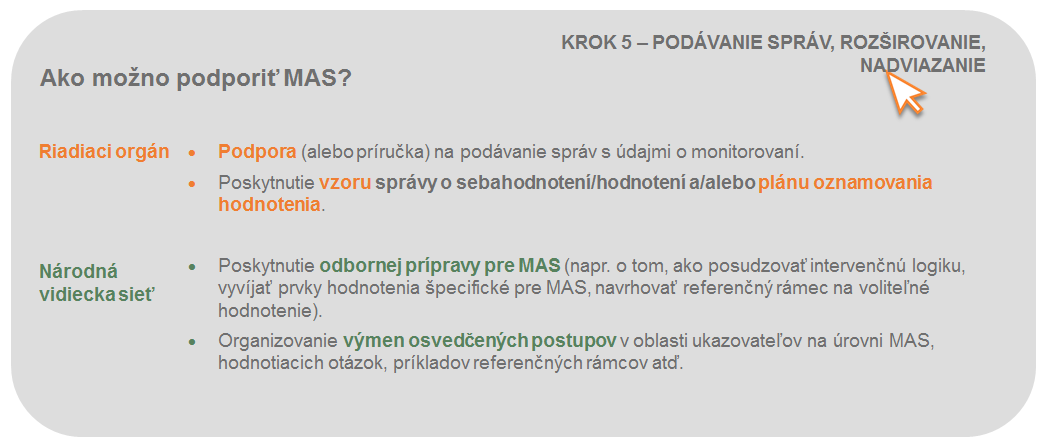 KROK 5 – PODÁVANIE SPRÁV, ROZŠIROVANIE,
NADVIAZANIE
Ako možno podporiť MAS?
Riadiaci orgán
• Podpora (alebo príručka) na podávanie správ s údajmi o monitorovaní.
• Poskytnutie vzoru správy o sebahodnotení/hodnotení a/alebo plánu oznamovania
hodnotenia.
Národná
vidiecka sieť
• Poskytnutie odbornej prípravy pre MAS (napr. o tom, ako posudzovať intervenčnú logiku,
vyvíjať prvky hodnotenia špecifické pre MAS, navrhovať referenčný rámec na voliteľné
hodnotenie).
• Organizovanie výmen osvedčených postupov v oblasti ukazovateľov na úrovni MAS,
hodnotiacich otázok, príkladov referenčných rámcov atď.